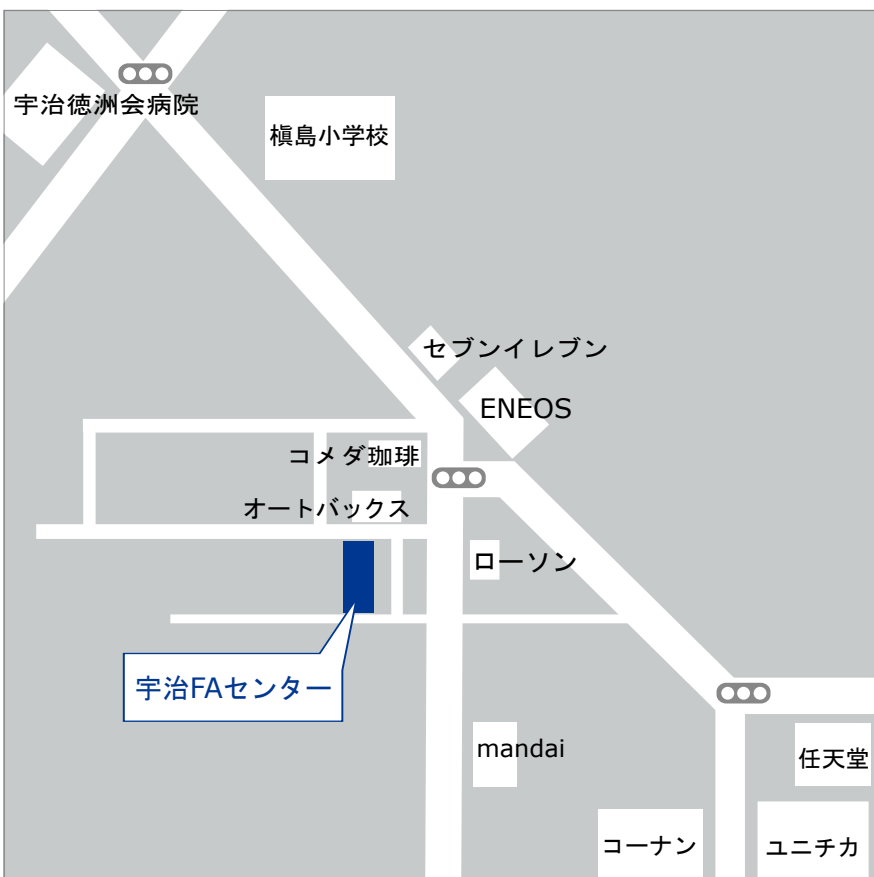 宇治徳洲会病院
槇島小学校
セブンイレブン
ENEOS
コメダ珈琲
オートバックス
ローソン
宇治FAセンター
mandai
任天堂
コーナン
ユニチカ